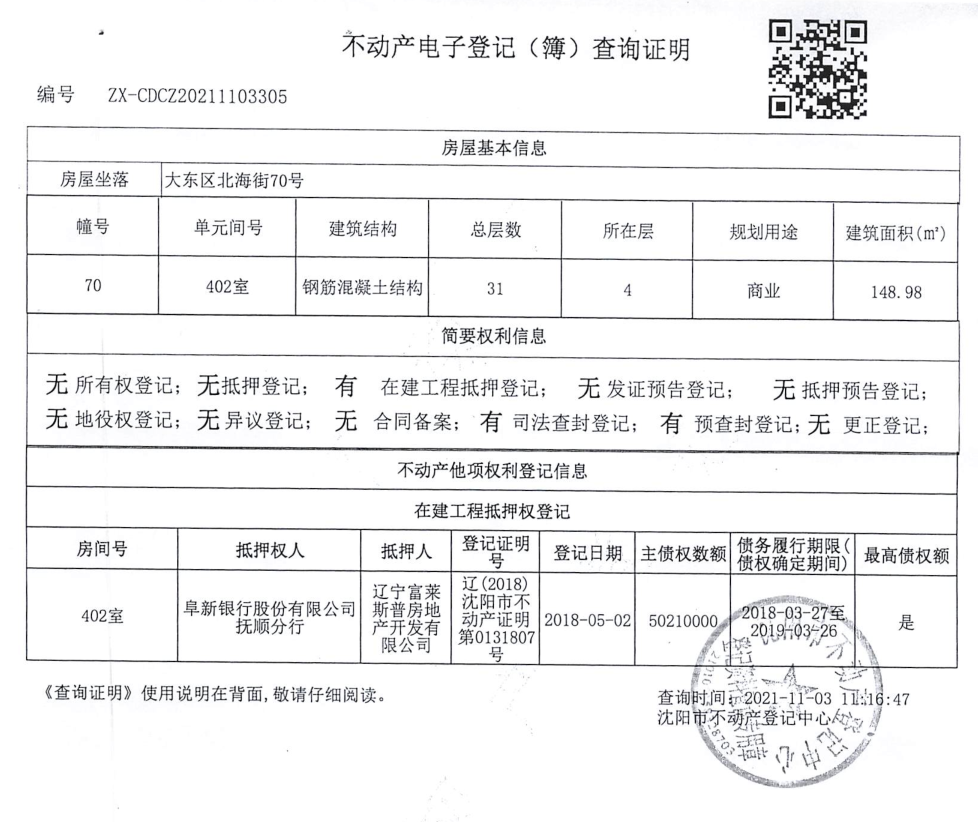 不动产电子登记（簿）查询证明
编号 ZX-CDCZ20211103305
房屋基本信息
房屋坐落 大东区北海街70号
幢号 单元间号 建筑结构 总层数 所在层 规划用途 建筑面积(㎡)
70 402室 钢筋混凝土结构 31 4 商业 148.98
简要权利信息
无 所有权登记； 无 抵押登记； 有 在建工程抵押登记； 无 发证预告登记； 无 抵押预告登记；
无 地役权登记； 无 异议登记； 无 合同备案； 有 司法查封登记； 有 预查封登记； 无 更正登记；
不动产他项权利登记信息
在建工程抵押权登记
房间号 抵押权人 抵押人 登记证明号 登记日期 主债权数额 债务履行期限(债权确定期间) 最高债权额
402室 阜新银行股份有限公司抚顺分行 辽宁富莱斯普房地产开发有限公司 辽(2018)沈阳市不动产证明第0131807号 2018-05-02 50210000 2018-03-27至2019-03-26 是
《查询证明》使用说明在背面,敬请仔细阅读。
查询时间: 2021-11-03 11:16:47
沈阳市不动产登记中心